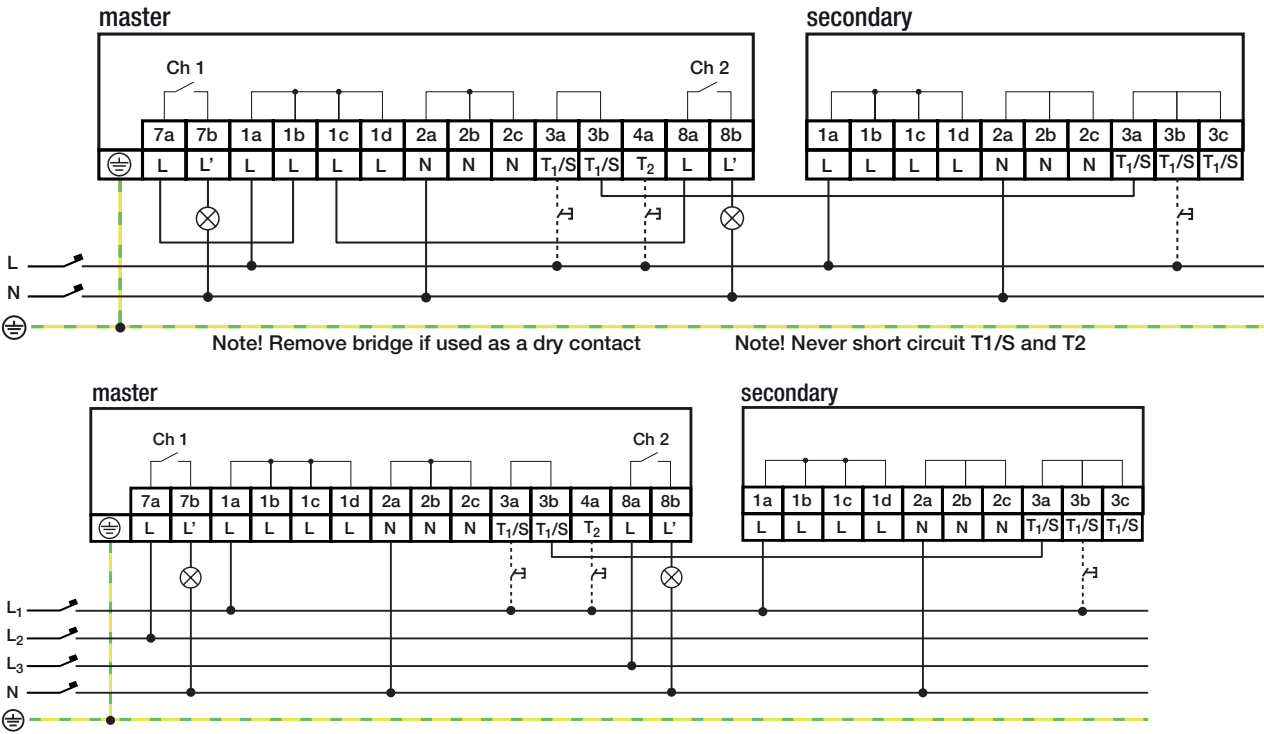 master secondary
Ch 1 Ch 2
7a 7b 1a 1b 1c 1d 2a 2b 2c 3a 3b 4a 8a 8b 1a 1b 1c 1d 2a 2b 2c 3a 3b 3c
L L’ L L L L N N N T1/S T1/S T2 L L’ L L L L N N N T1/S T1/S T1/S
L
N
Note! Remove bridge if used as a dry contact Note! Never short circuit T1/S and T2
master secondary
Ch 1 Ch 2
7a 7b 1a 1b 1c 1d 2a 2b 2c 3a 3b 4a 8a 8b 1a 1b 1c 1d 2a 2b 2c 3a 3b 3c
L L’ L L L L N N N T1/S T1/S T2 L L’ L L L L N N N T1/S T1/S T1/S
L1
L2
L3
N